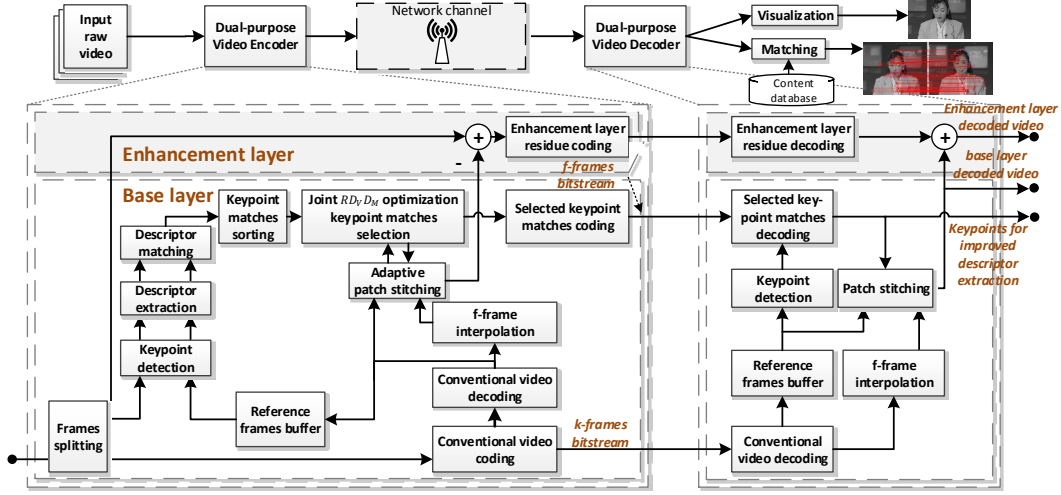 Input
raw
video
Dual-purpose
Video Encoder
Network channel
Dual-purpose
Video Decoder
Visualization
Matching
Content
database
Enhancement layer
Enhancement layer
residue coding
Enhancement layer
residue decoding
Enhancement layer
decoded video
+
-
+
f-frames
bitstream
base layer
decoded video
Base layer
Keypoint
matches
sorting
Joint RD_V D_M optimization
keypoint matches
selection
Selected keypoint
matches coding
Selected key-
point matches
decoding
Keypoints for
improved
descriptor
extraction
Descriptor
matching
Adaptive
patch stitching
Keypoint
detection
Patch stitching
Descriptor
extraction
f-frame
interpolation
Keypoint
detection
Reference
frames buffer
f-frame
interpolation
Conventional video
decoding
Reference
frames buffer
Frames
splitting
Conventional video
coding
k-frames
bitstream
Conventional
video decoding